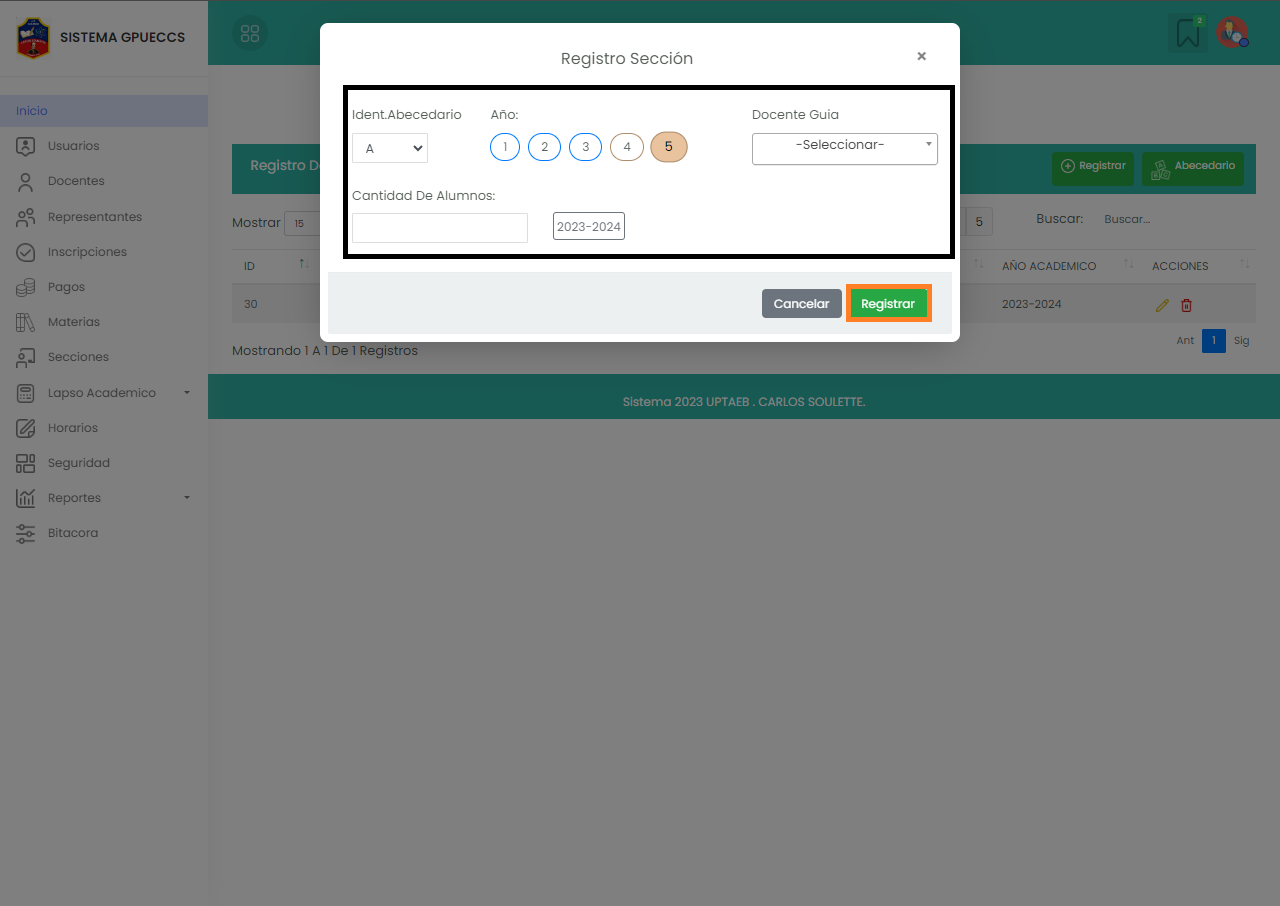 SISTEMA GPUECCS
2
Inicio
Usuarios
Docentes
Representantes
Inscripciones
Pagos
Materias
Secciones
Lapso Academico
Horarios
Seguridad
Reportes
Bitacora
Registro Sección
×
Ident.Abecedario
Año:
Docente Guia
A
1
2
3
4
5
-Seleccionar-
Cantidad De Alumnos:
2023-2024
Cancelar
Registrar
Registro D
Registrar
Abecedario
Mostrar
15
5
Buscar:
Buscar...
ID
AÑO ACADEMICO
ACCIONES
30
2023-2024
Mostrando 1 A 1 De 1 Registros
Ant
1
Sig
Sistema 2023 UPTAEB . CARLOS SOULETTE.